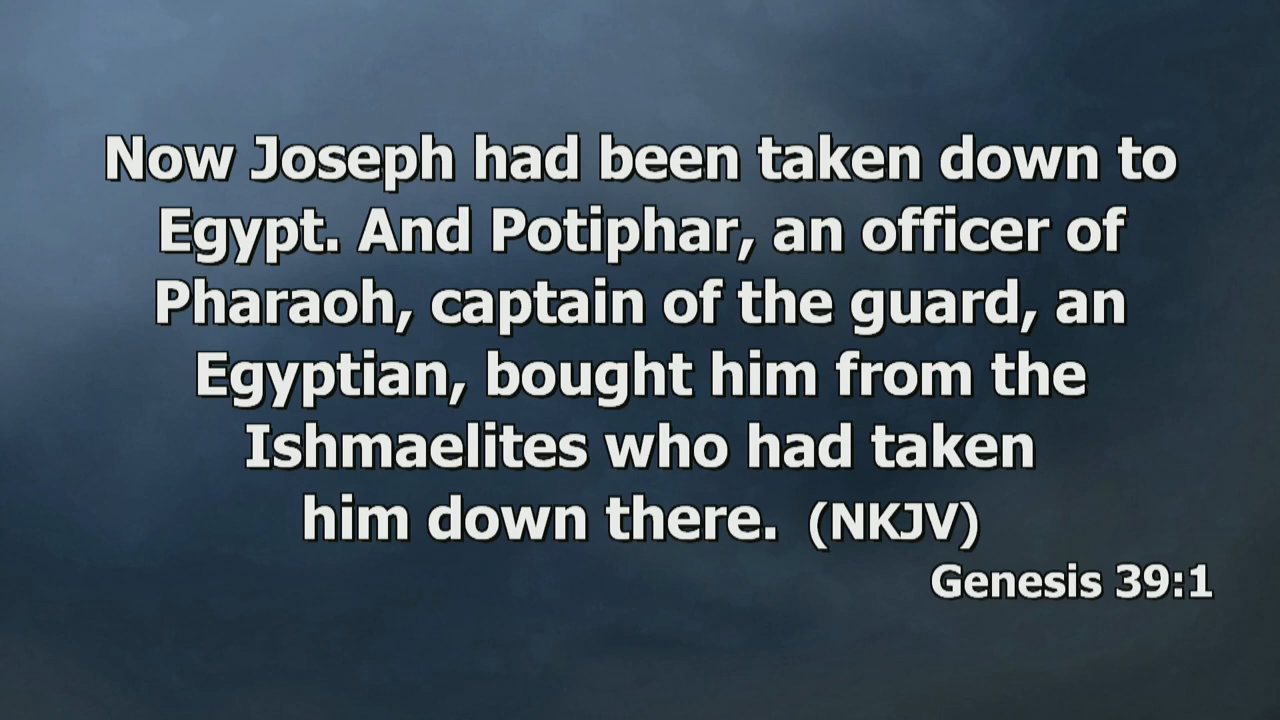 Now Joseph had been taken down to
Egypt. And Potiphar, an officer of
Pharaoh, captain of the guard, an
Egyptian, bought him from the
Ishmaelites who had taken
him down there. (NKJV)
Genesis 39:1